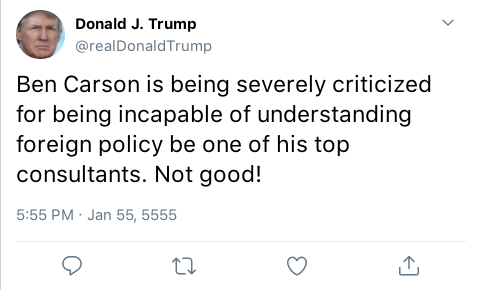 Donald J. Trump
@realDonaldTrump
Ben Carson is being severely criticized
for being incapable of understanding
foreign policy be one of his top
consultants. Not good!
5:55 PM · Jan 55, 5555